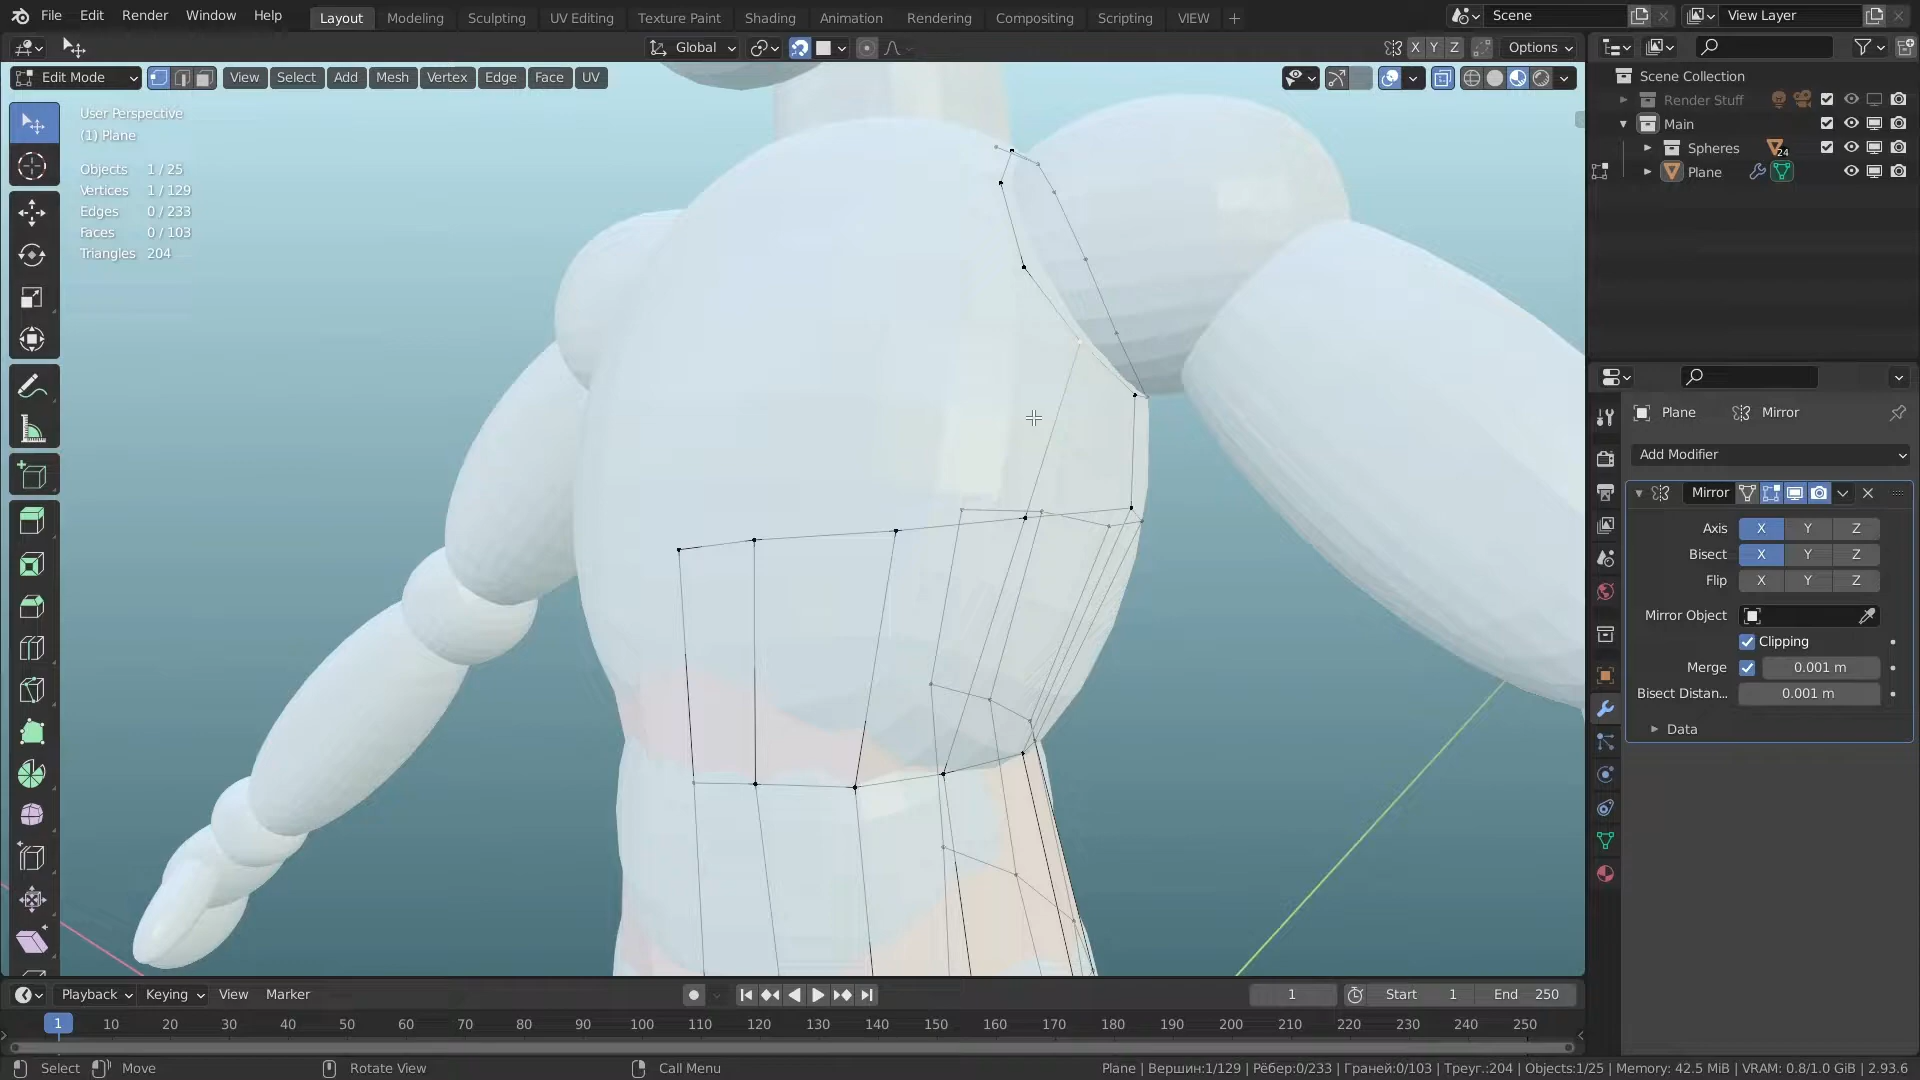 File Edit Render Window Help Layout Modeling Sculpting UV Editing Texture Paint Shading Animation Rendering Compositing Scripting VIEW + Scene View Layer
Global X Y Z Options
Edit Mode View Select Add Mesh Vertex Edge Face UV
User Perspective
(1) Plane
Objects 1 / 25
Vertices 1 / 129
Edges 0 / 233
Faces 0 / 103
Triangles 204
Scene Collection
Render Stuff
Main
Spheres 24
Plane
Plane Mirror
Add Modifier
Mirror
Axis X Y Z
Bisect X Y Z
Flip X Y Z
Mirror Object
Clipping
Merge 0.001 m
Bisect Distan... 0.001 m
Data
Playback Keying View Marker 1 Start 1 End 250
1 10 20 30 40 50 60 70 80 90 100 110 120 130 140 150 160 170 180 190 200 210 220 230 240 250
Select Move Rotate View Call Menu Plane | Вершин:1/129 | Рёбер:0/233 | Граней:0/103 | Треуг.:204 | Objects:1/25 | Memory: 42.5 MiB | VRAM: 0.8/1.0 GiB | 2.93.6